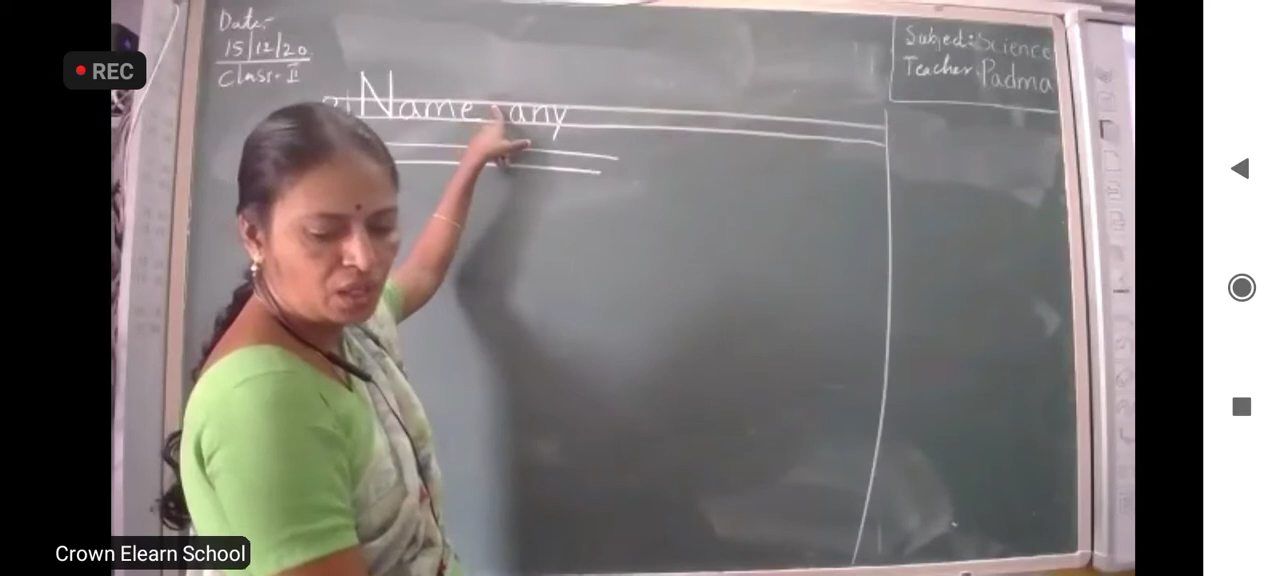 Date:-
15/12/20
Class:- II
Subject: Science
Teacher: Padma
REC
Name any
Crown Elearn School